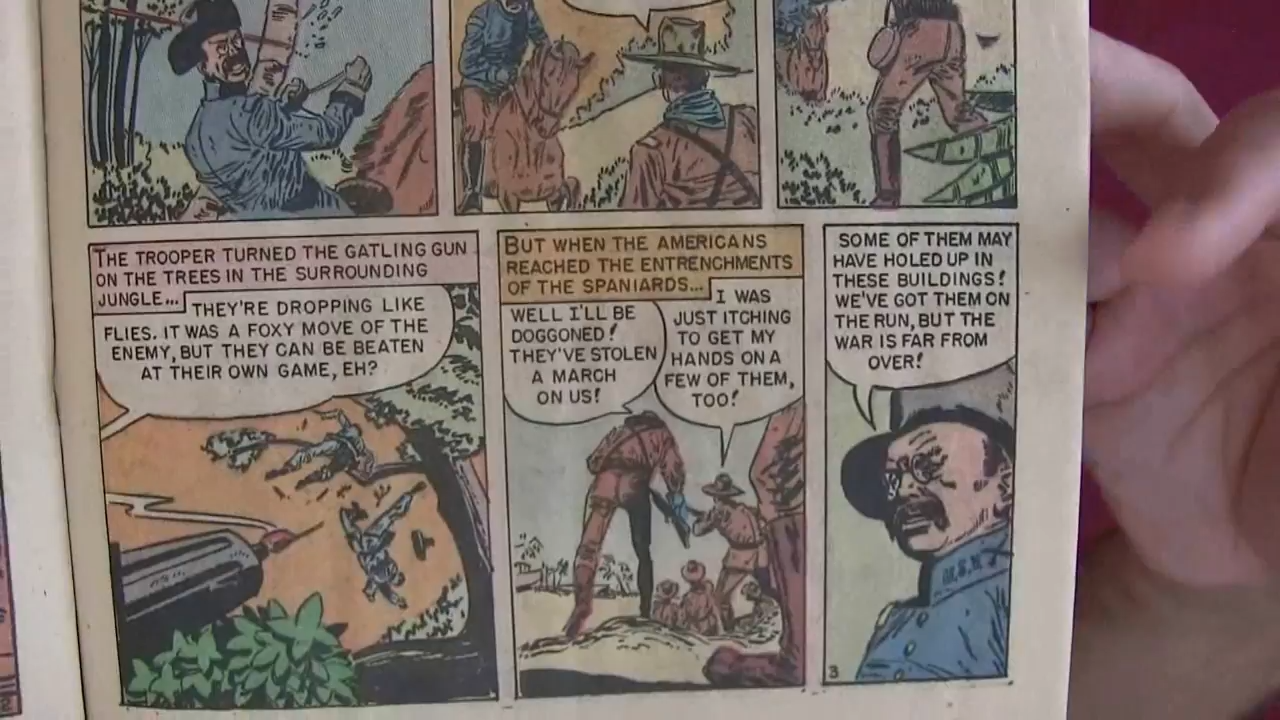 THE TROOPER TURNED THE GATLING GUN
ON THE TREES IN THE SURROUNDING
JUNGLE...
THEY'RE DROPPING LIKE
FLIES. IT WAS A FOXY MOVE OF THE
ENEMY, BUT THEY CAN BE BEATEN
AT THEIR OWN GAME, EH?
BUT WHEN THE AMERICANS
REACHED THE ENTRENCHMENTS
OF THE SPANIARDS...
WELL I'LL BE
DOGGONED!
THEY'VE STOLEN
A MARCH
ON US!
I WAS
JUST ITCHING
TO GET MY
HANDS ON A
FEW OF THEM,
TOO!
SOME OF THEM MAY
HAVE HOLED UP IN
THESE BUILDINGS!
WE'VE GOT THEM ON
THE RUN, BUT THE
WAR IS FAR FROM
OVER!
3